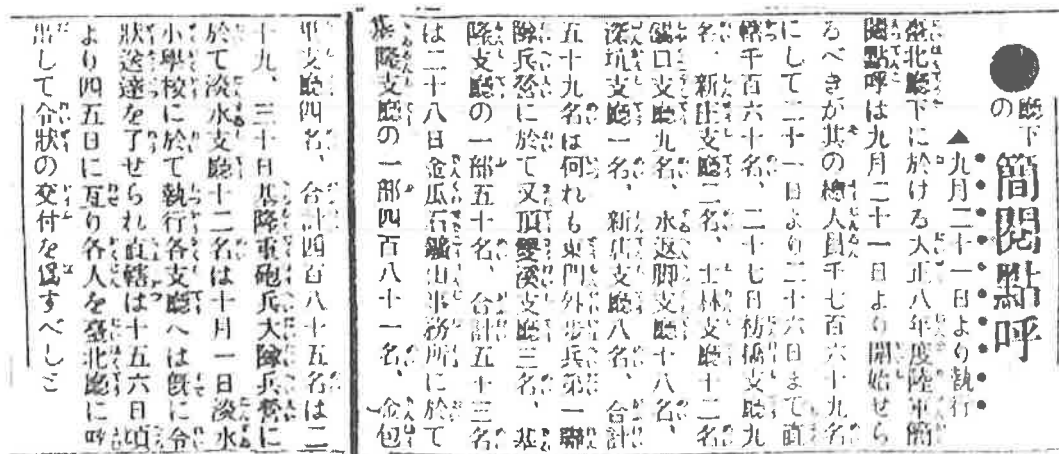 ●廳下の簡閲點呼
▲九月二十一日より執行
臺北廳下に於ける大正八年度陸軍簡
閲點呼は九月二十一日より開始せら
るべきが其の總人員千七百六十九名
にして二十一日より二十六日まで直
轄千百六十名、二十七日枋橋支廳九
名、新庄支廳二名、士林支廳十二名
錫口支廳九名、水返脚支廳十八名、
深坑支廳一名、新店支廳八名、合計
五十九名は何れも東門外歩兵第一聯
隊兵營に於て又頂雙溪支廳三名、基
隆支廳の一部五十名、合計五十三名
は二十八日金瓜石鑛山事務所に於て
基隆支廳の一部四百八十一名、金包
里支廳四名、合計四百八十五名は二
十九、三十日基隆重砲兵大隊兵營に
於て淡水支廳十二名は十月一日淡水
小學校に於て執行各支廳へは既に令
狀送達を了せられ直轄は十五六日頃
より四五日に亙り各人を臺北廳に呼
出して令狀の交付を爲すべしと